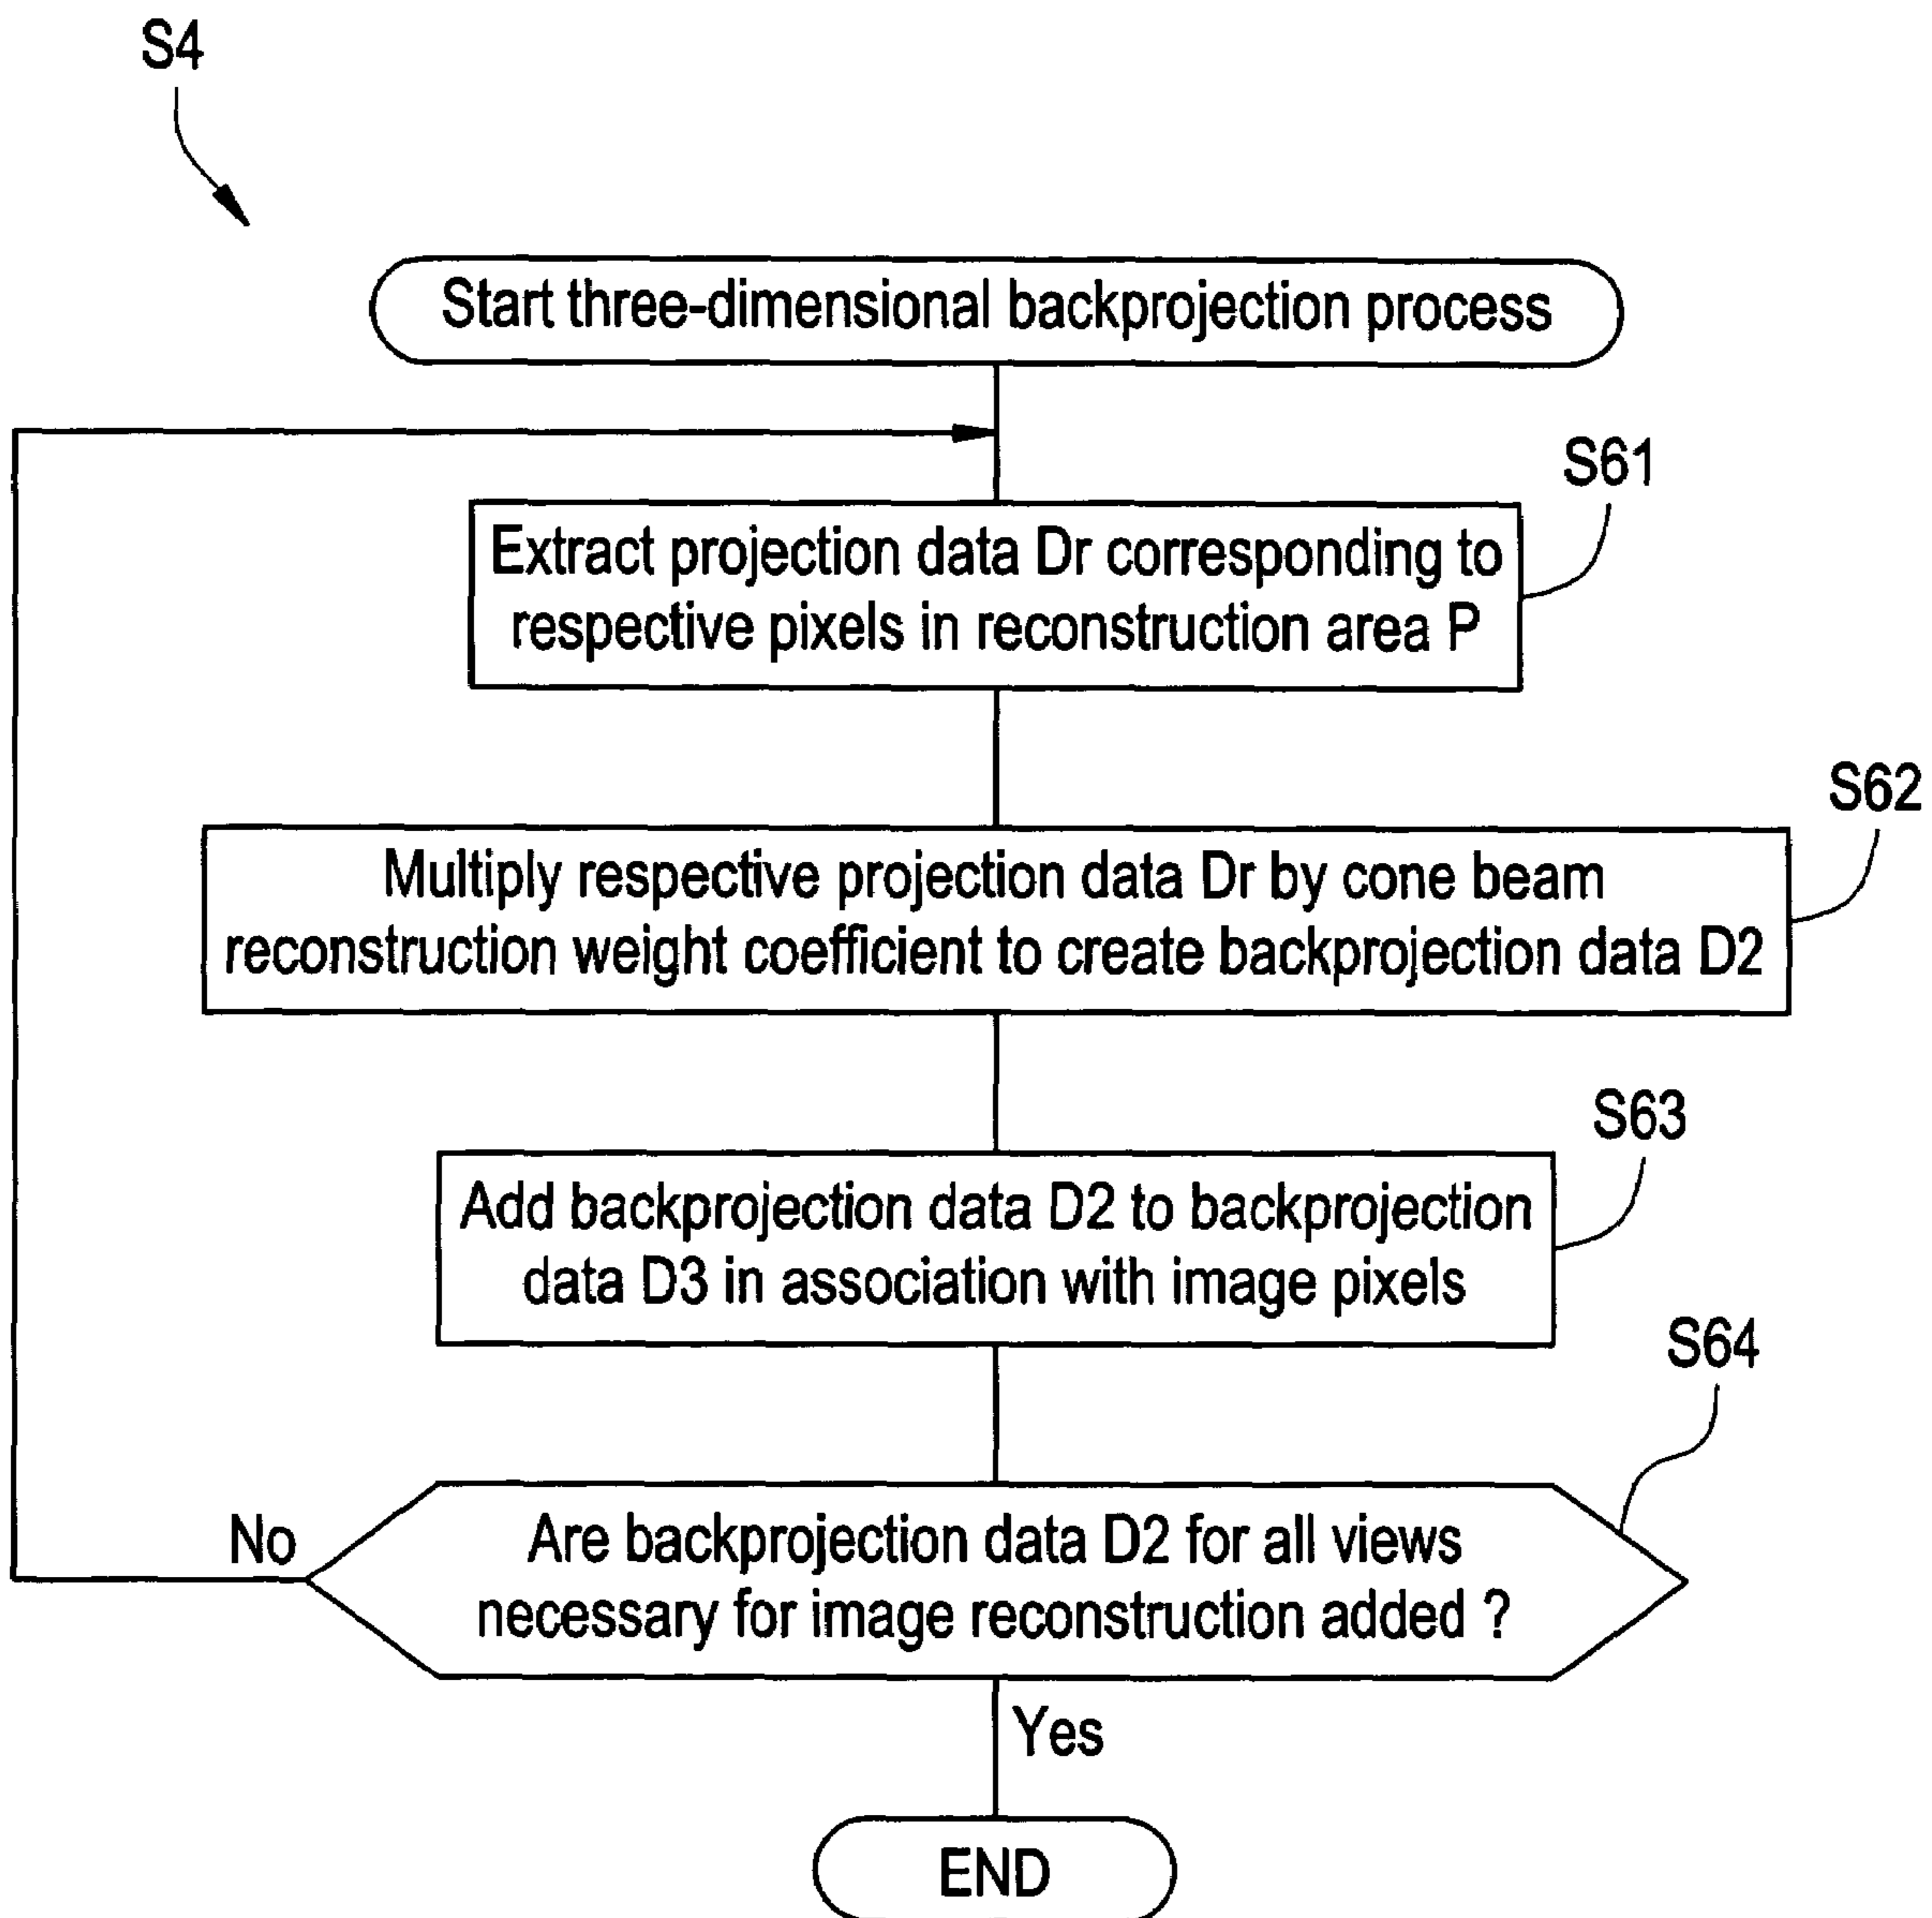 S4
Start three-dimensional backprojection process
S61
Extract projection data Dr corresponding to
respective pixels in reconstruction area P
S62
Multiply respective projection data Dr by cone beam
reconstruction weight coefficient to create backprojection data D2
S63
Add backprojection data D2 to backprojection
data D3 in association with image pixels
S64
No
Are backprojection data D2 for all views
necessary for image reconstruction added ?
Yes
END